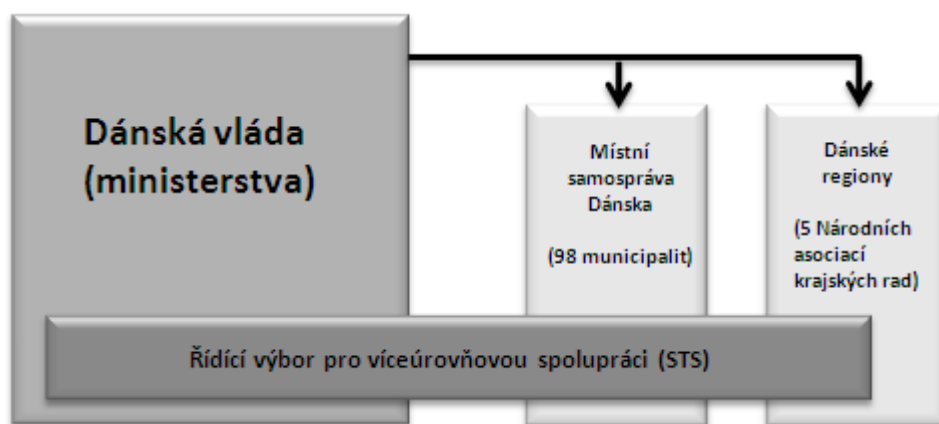 Dánská vláda
(ministerstva)
Místní
samospráva
Dánska
(98 municipalit)
Dánské
regiony
(5 Národních
asociací
krajských rad)
Řídící výbor pro víceúrovňovou spolupráci (STS)